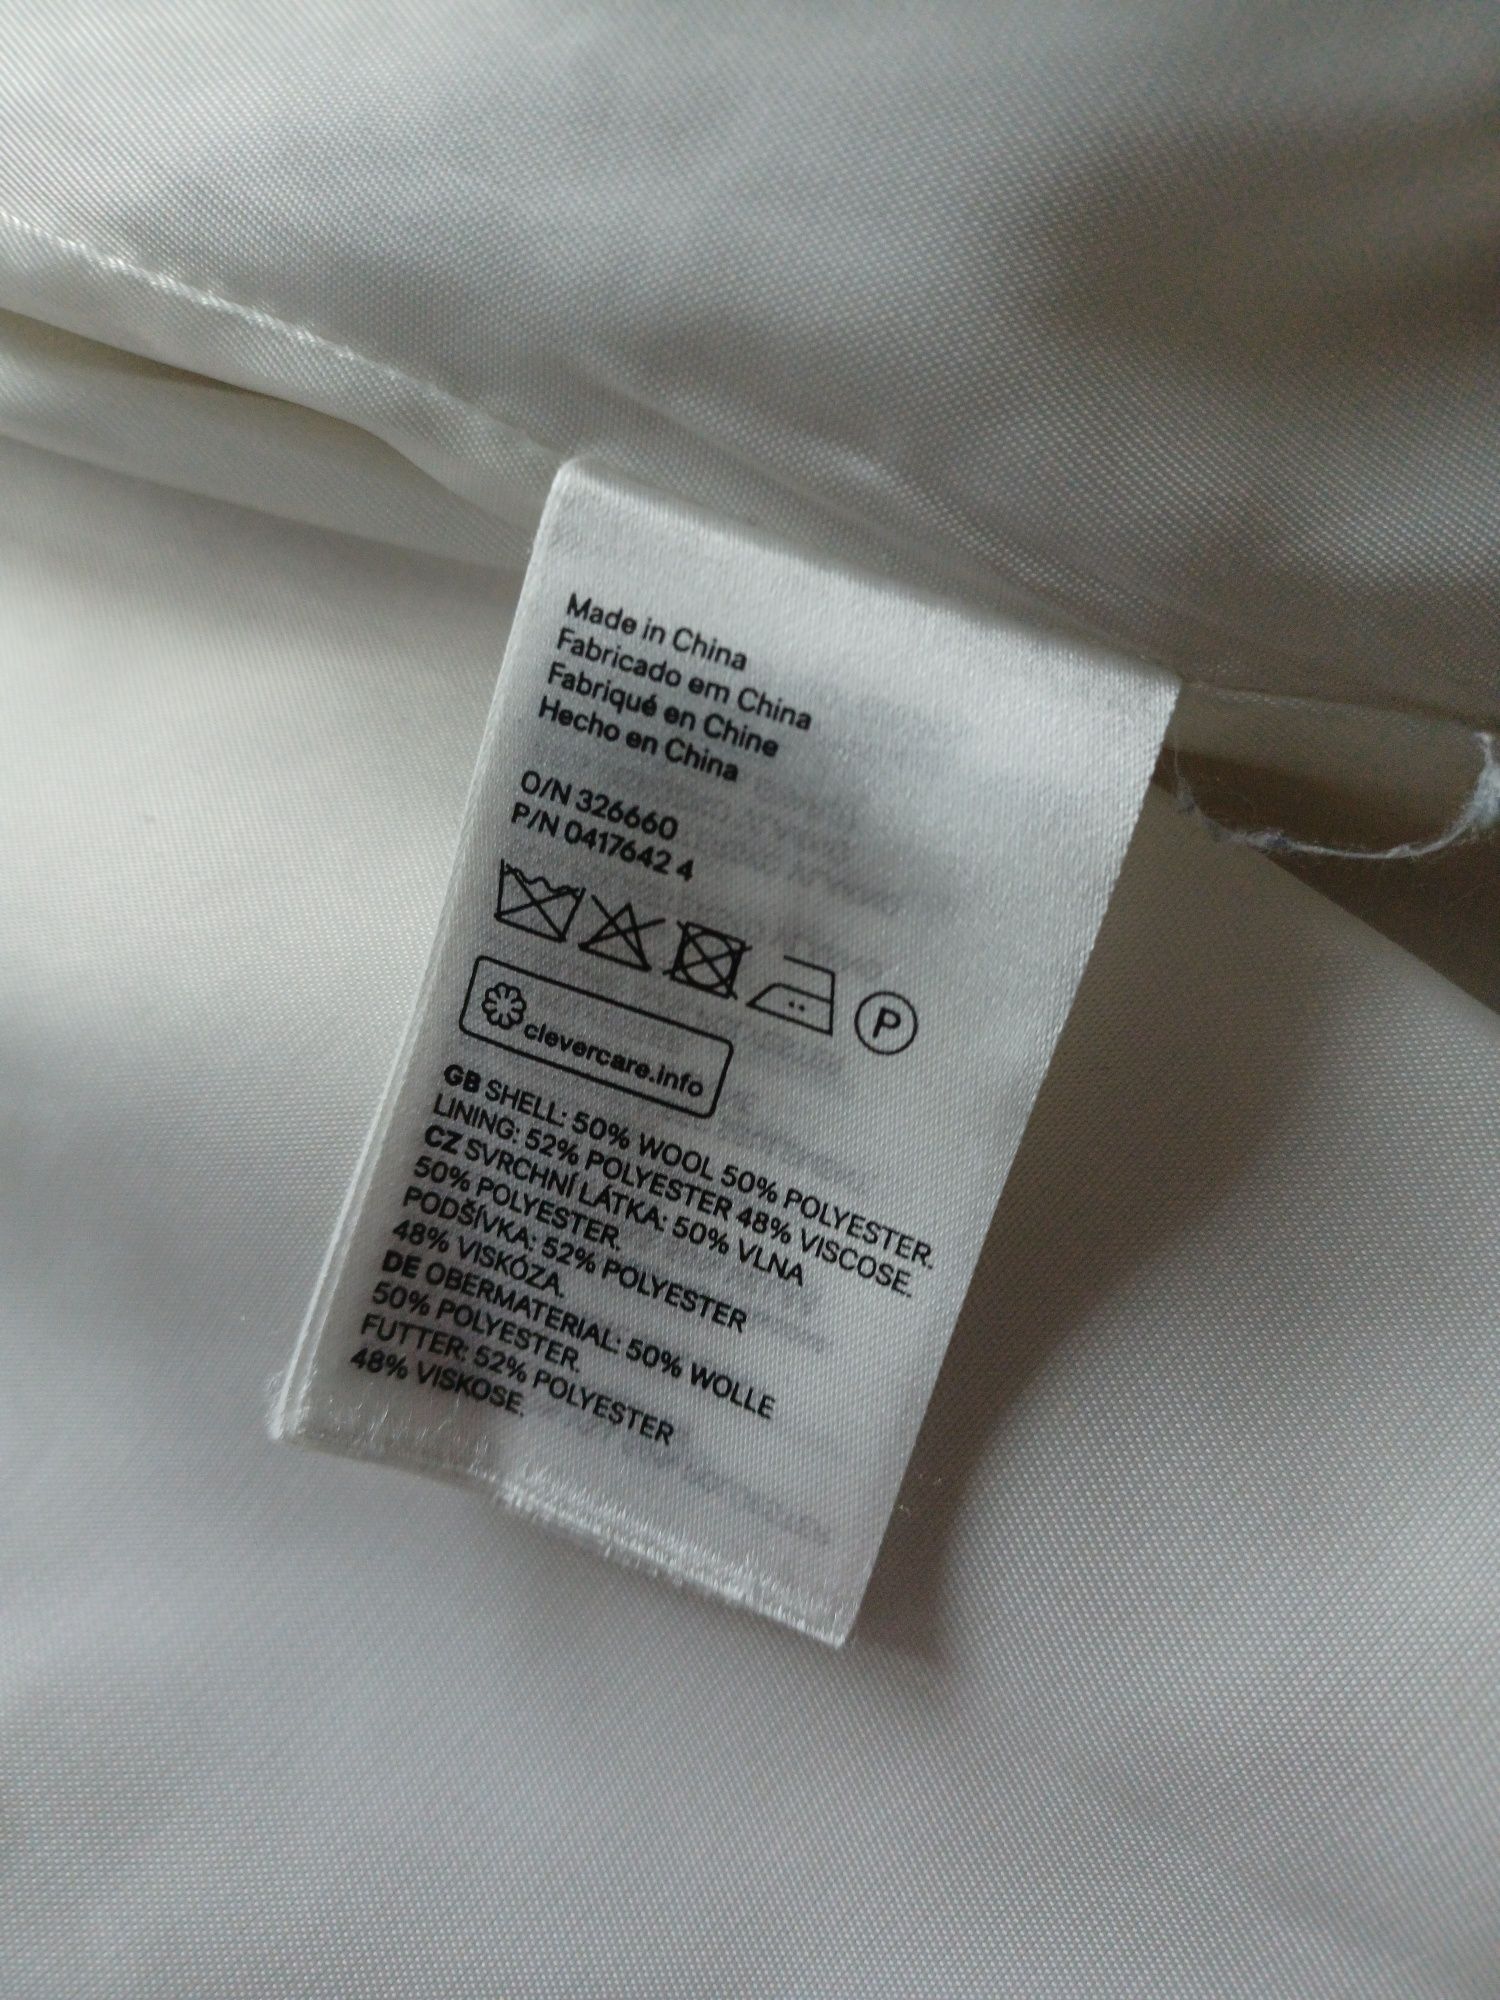 Made in China
Fabricado em China
Fabriqué en Chine
Hecho en China
O/N 326660
P/N 0417642 4
P
clevercare.info
GB SHELL: 50% WOOL 50% POLYESTER.
LINING: 52% POLYESTER 48% VISCOSE.
CZ SVRCHNÍ LÁTKA: 50% VLNA
50% POLYESTER.
PODŠÍVKA: 52% POLYESTER
48% VISKÓZA.
DE OBERMATERIAL: 50% WOLLE
50% POLYESTER.
FUTTER: 52% POLYESTER
48% VISKOSE.